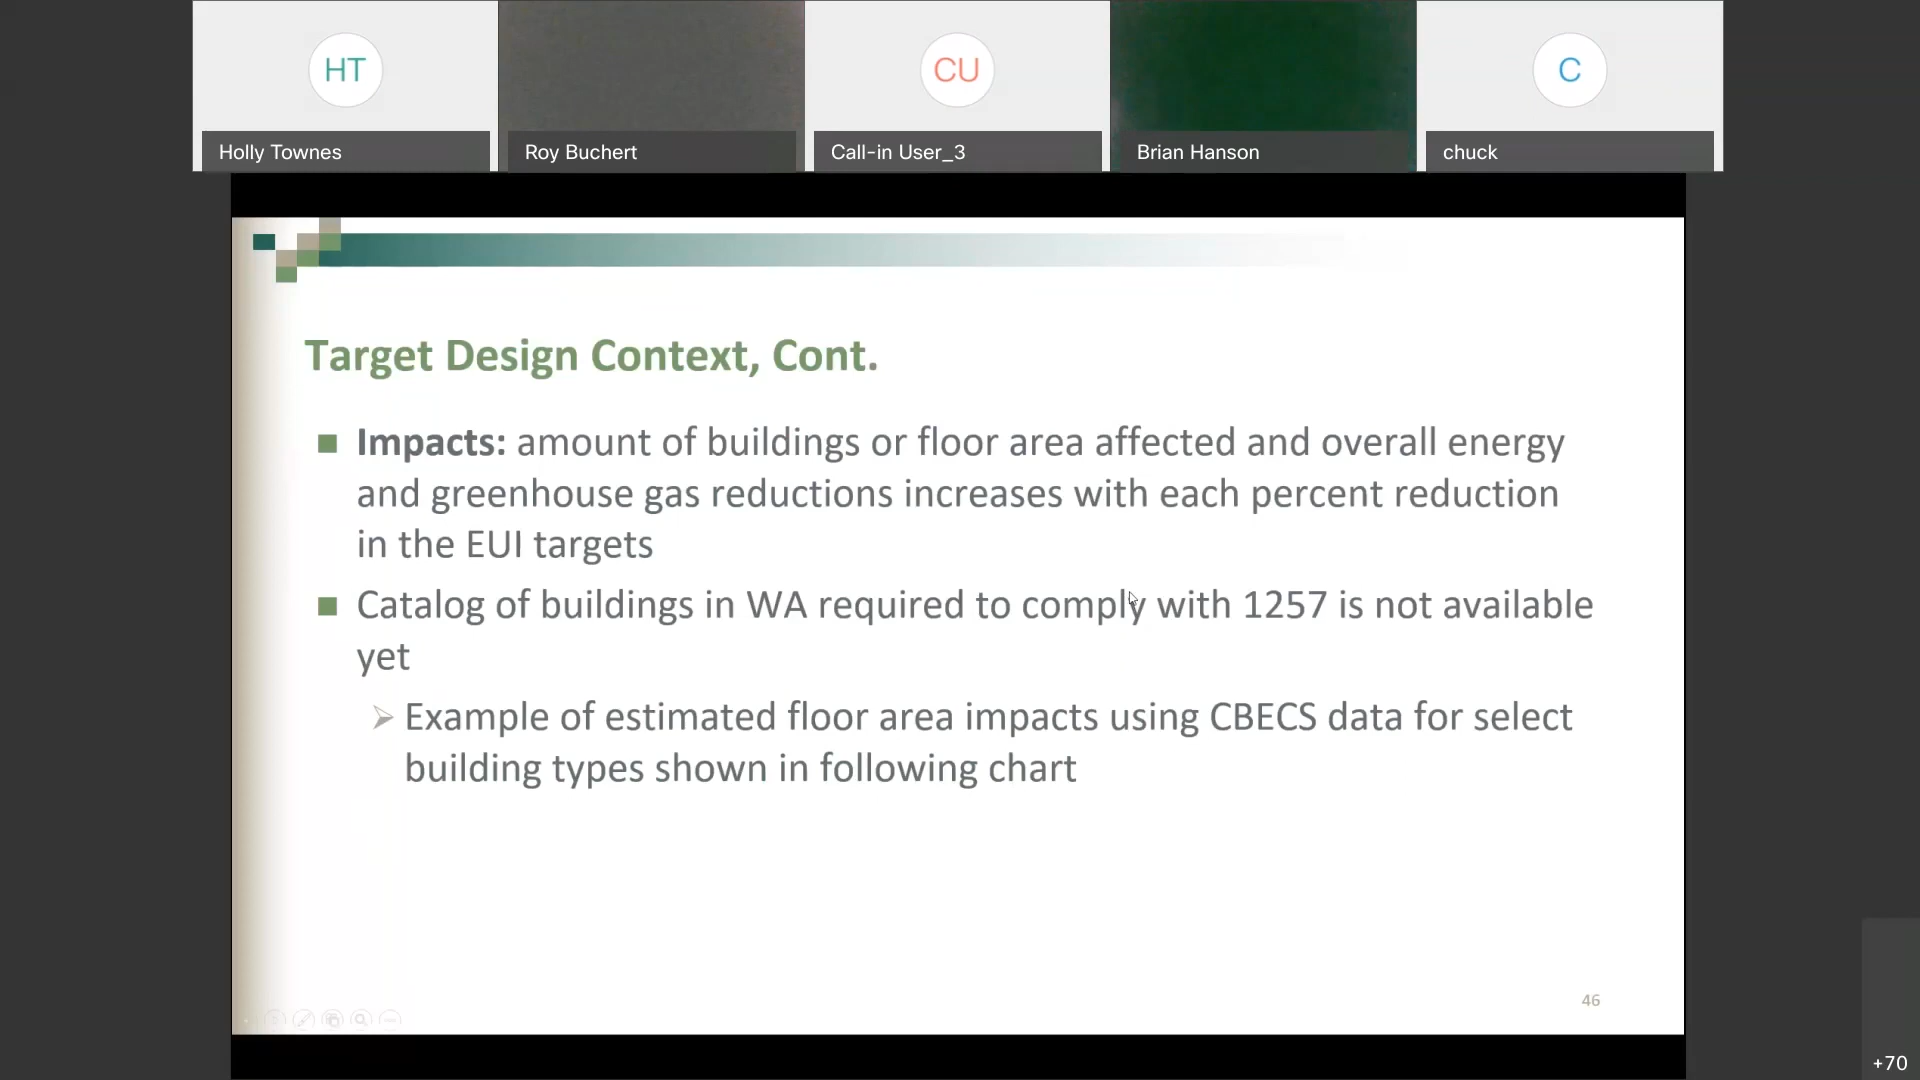 HT
CU
C
Holly Townes
Roy Buchert
Call-in User_3
Brian Hanson
chuck
Target Design Context, Cont.
Impacts: amount of buildings or floor area affected and overall energy
and greenhouse gas reductions increases with each percent reduction
in the EUI targets
Catalog of buildings in WA required to comply with 1257 is not available
yet
Example of estimated floor area impacts using CBECS data for select
building types shown in following chart
46
+70